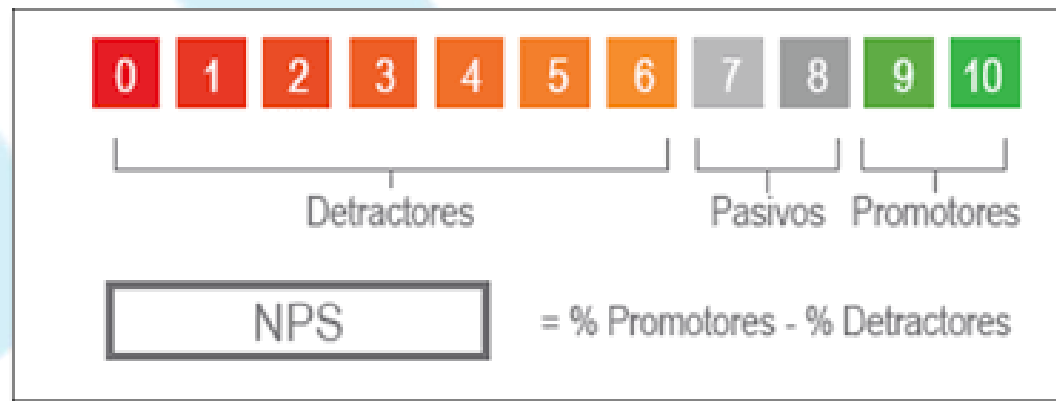 0 1 2 3 4 5 6 7 8 9 10
Detractores Pasivos Promotores
NPS = % Promotores - % Detractores